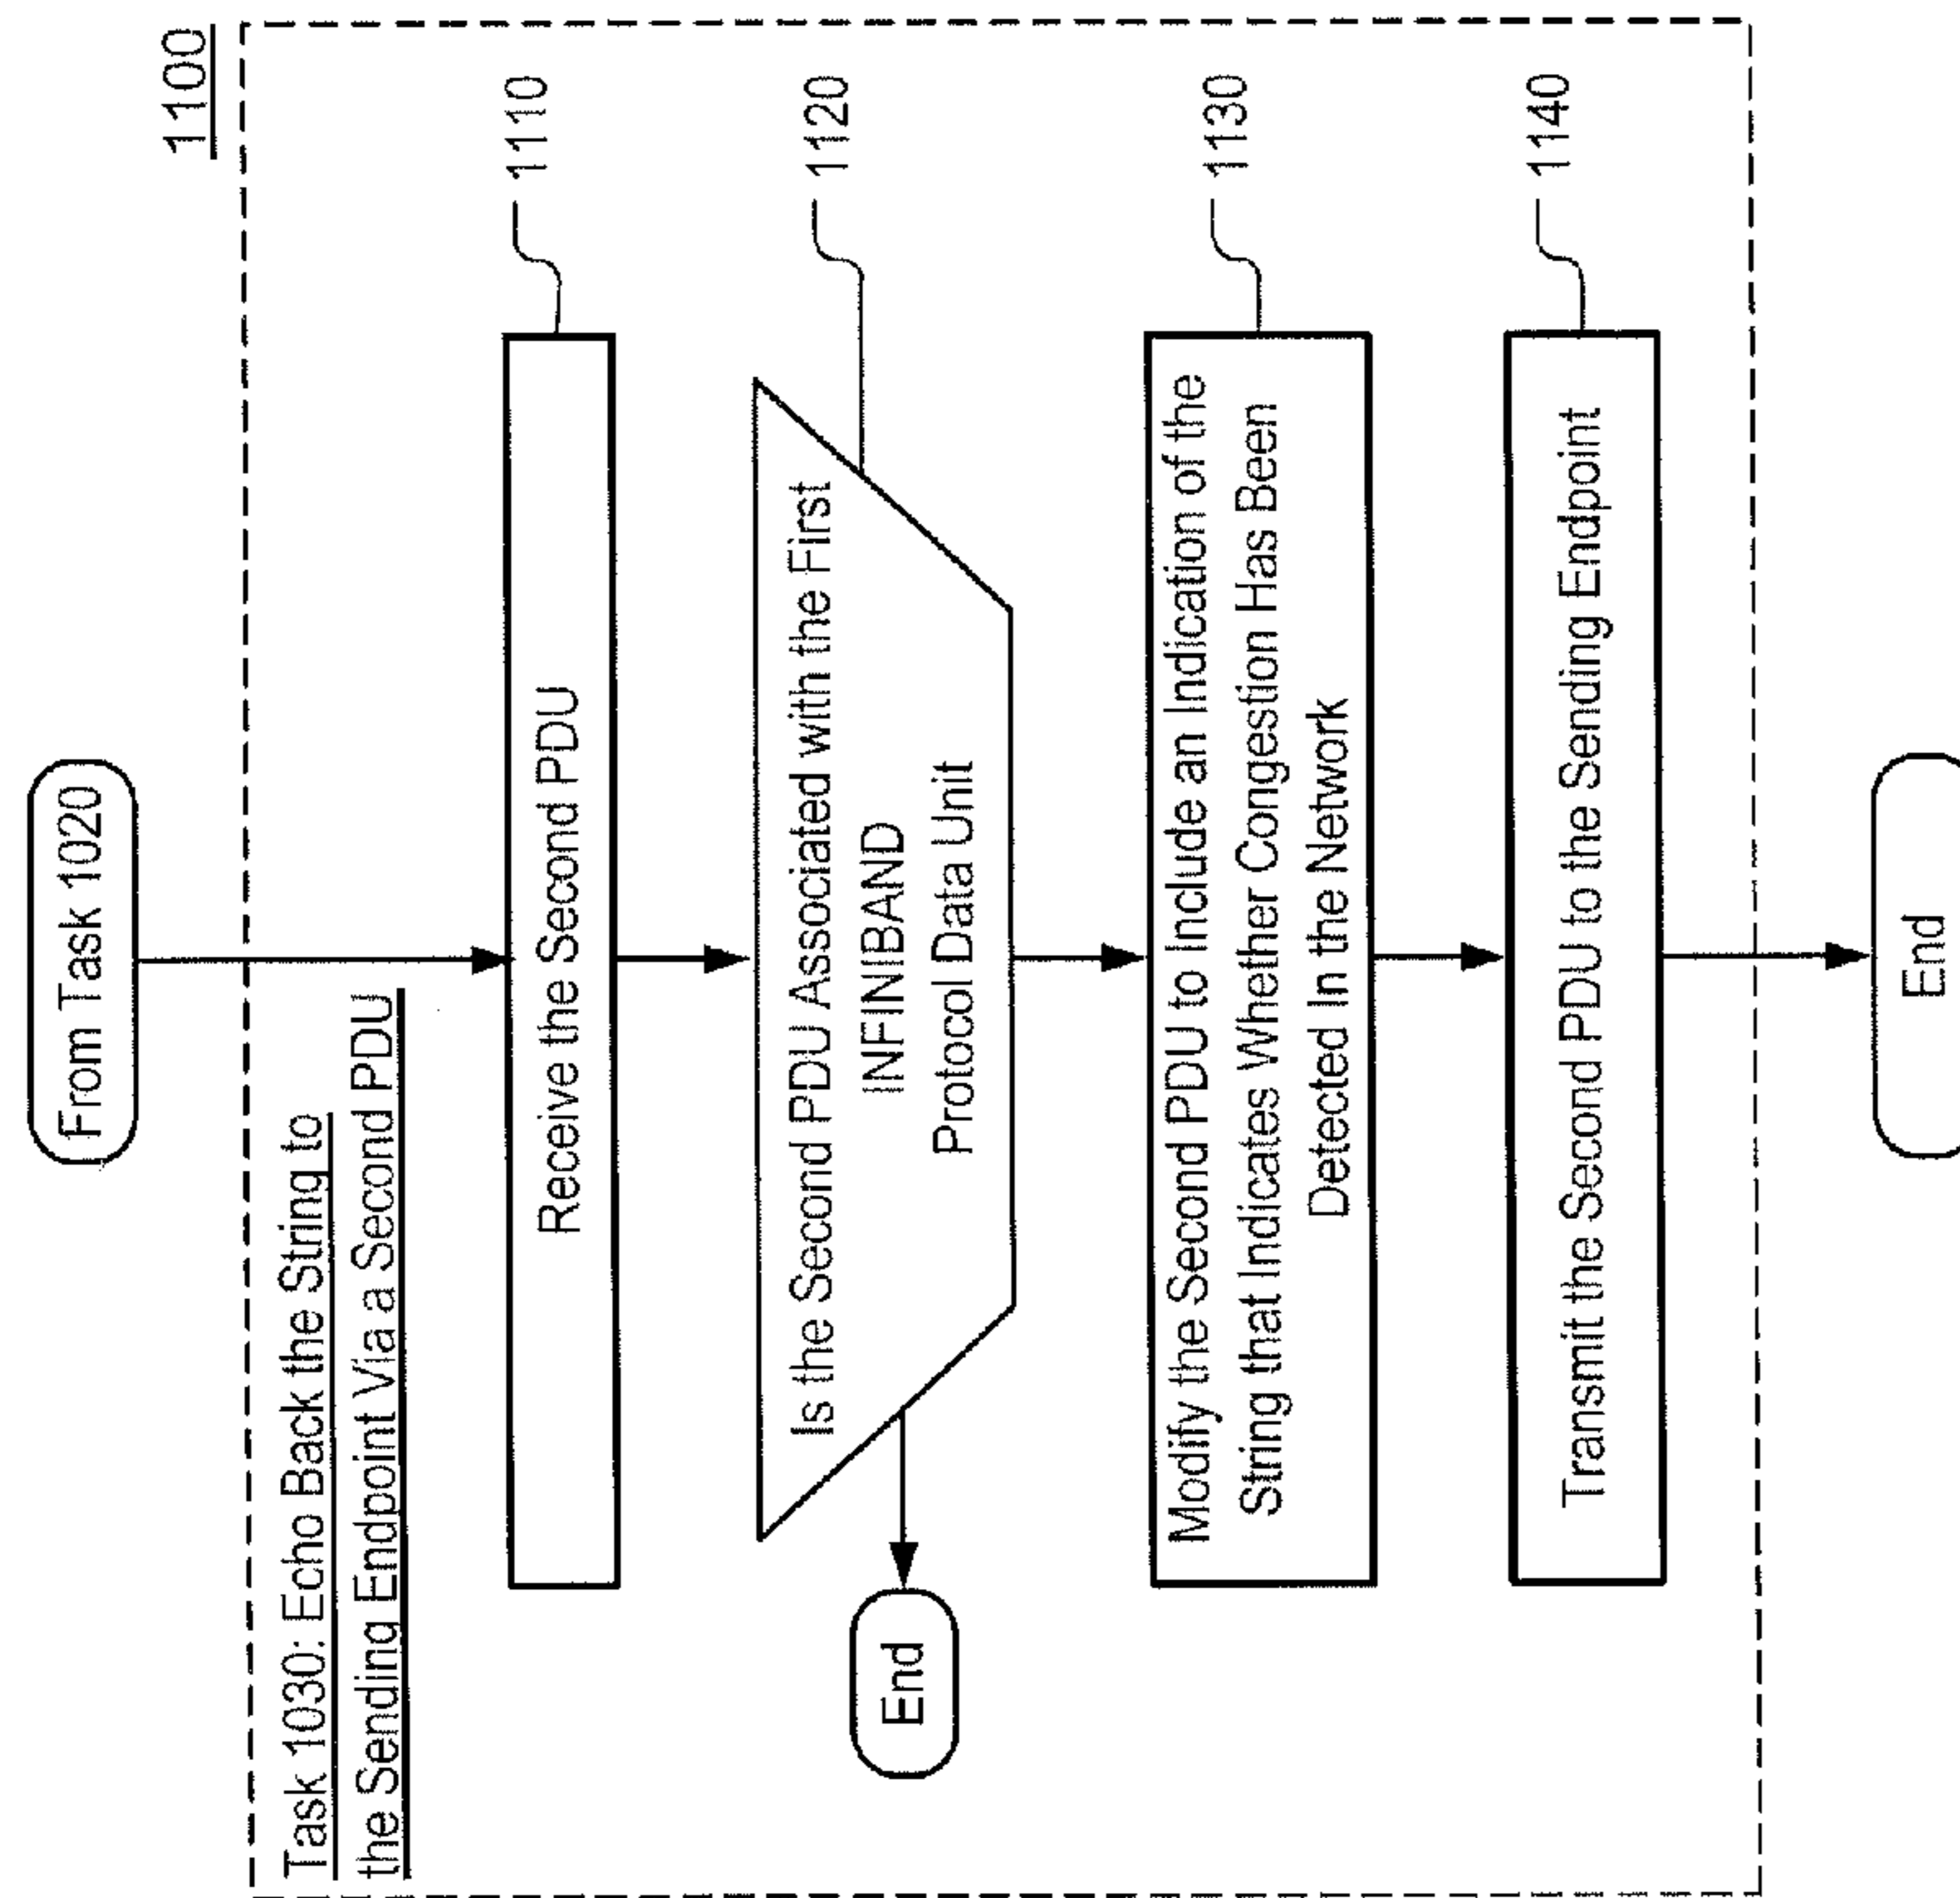 1100
From Task 1020
Task 1030: Echo Back the String to
the Sending Endpoint Via a Second PDU
Receive the Second PDU
1110
Is the Second PDU Associated with the First
INFINIBAND
Protocol Data Unit
1120
End
Modify the Second PDU to Include an Indication of the
String that Indicates Whether Congestion Has Been
Detected In the Network
1130
Transmit the Second PDU to the Sending Endpoint
1140
End